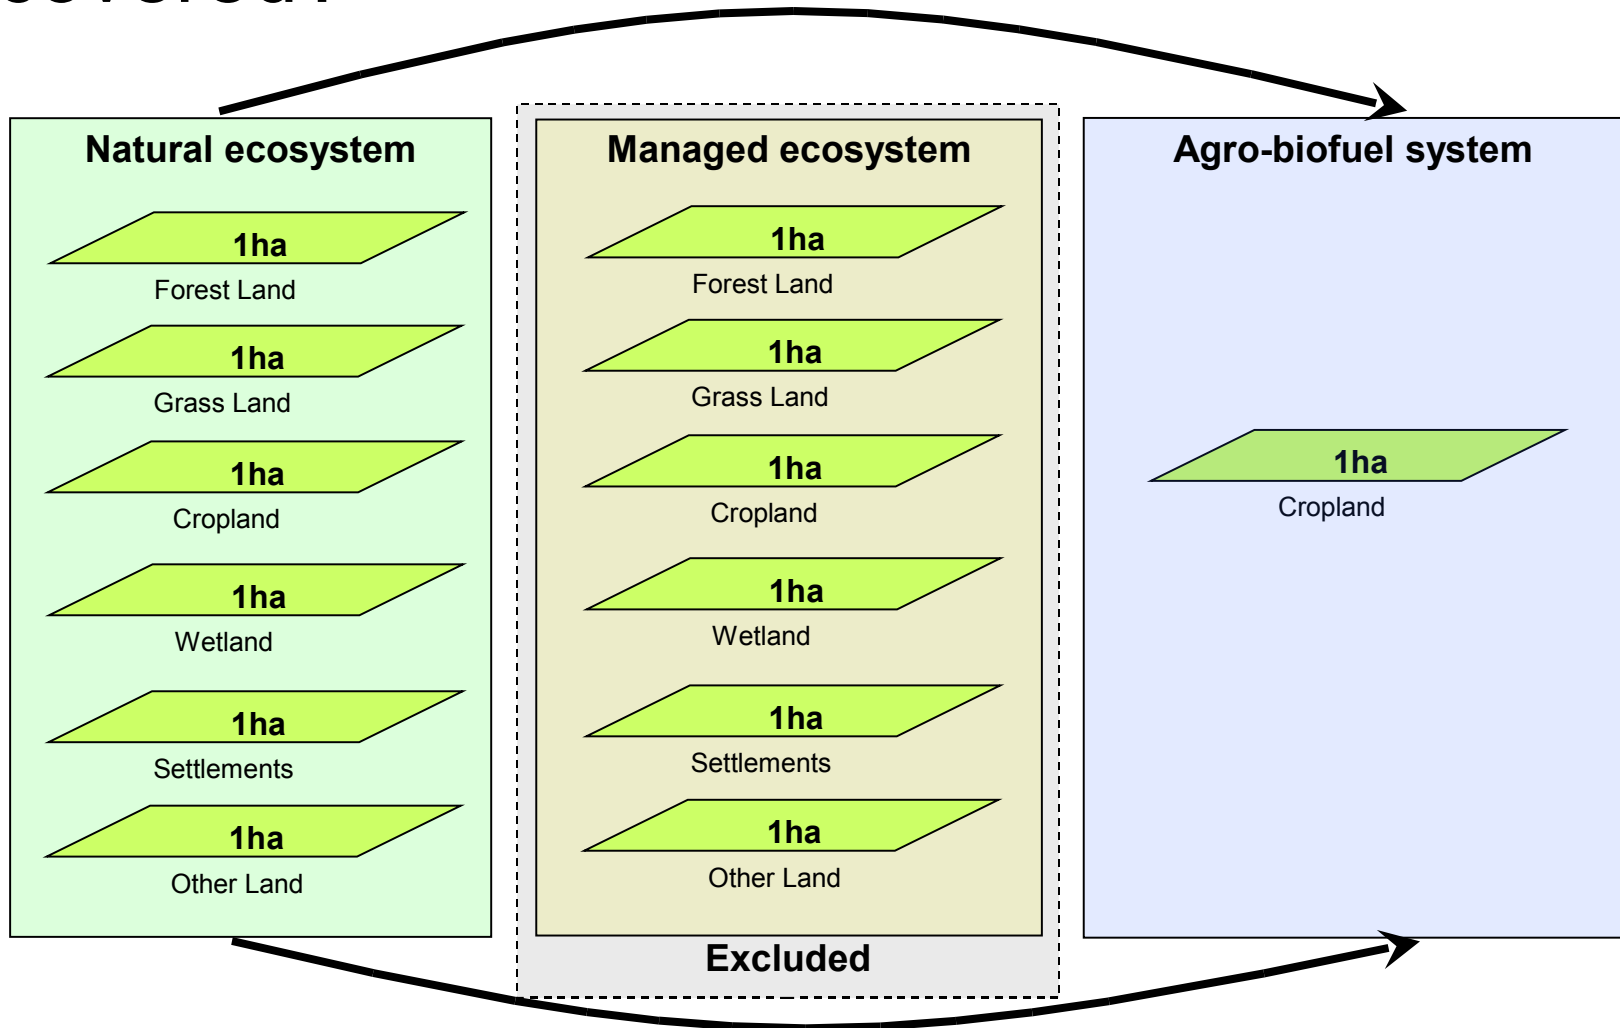 covered?
Natural ecosystem
1ha
Forest Land
1ha
Grass Land
1ha
Cropland
1ha
Wetland
1ha
Settlements
1ha
Other Land
Managed ecosystem
1ha
Forest Land
1ha
Grass Land
1ha
Cropland
1ha
Wetland
1ha
Settlements
1ha
Other Land
Excluded
Agro-biofuel system
1ha
Cropland